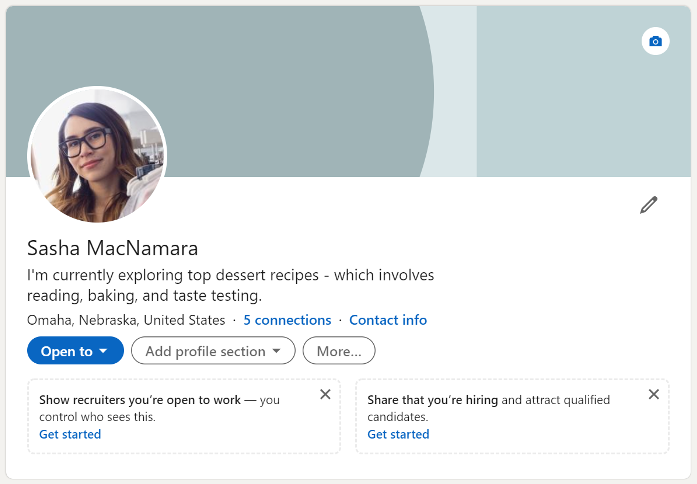 Sasha MacNamara
I'm currently exploring top dessert recipes - which involves
reading, baking, and taste testing.
Omaha, Nebraska, United States · 5 connections · Contact info
Open to
Add profile section
More...
Show recruiters you're open to work — you
control who sees this.
Get started
Share that you're hiring and attract qualified
candidates.
Get started